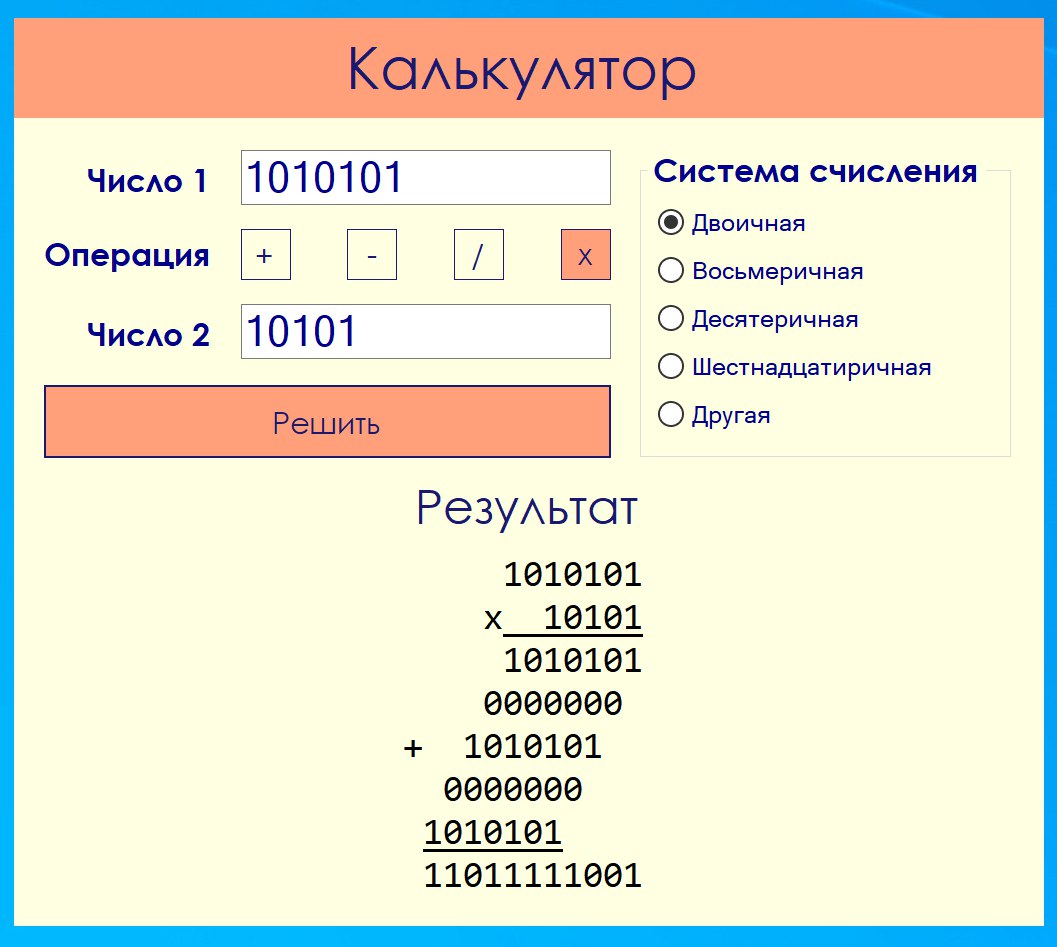 Калькулятор
Число 1 1010101
Операция + - / x
Число 2 10101
Решить
Система счисления
Двоичная
Восьмеричная
Десятеричная
Шестнадцатиричная
Другая
Результат
1010101
x 10101
1010101
0000000
+ 1010101
0000000
1010101
11011111001